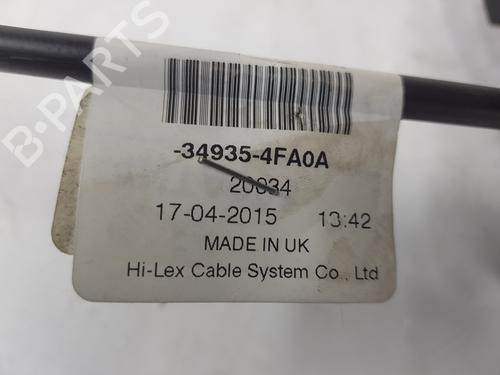 B-PARTS
-34935-4FA0A
20034
17-04-2015 13:42
MADE IN UK
Hi-Lex Cable System Co., Ltd